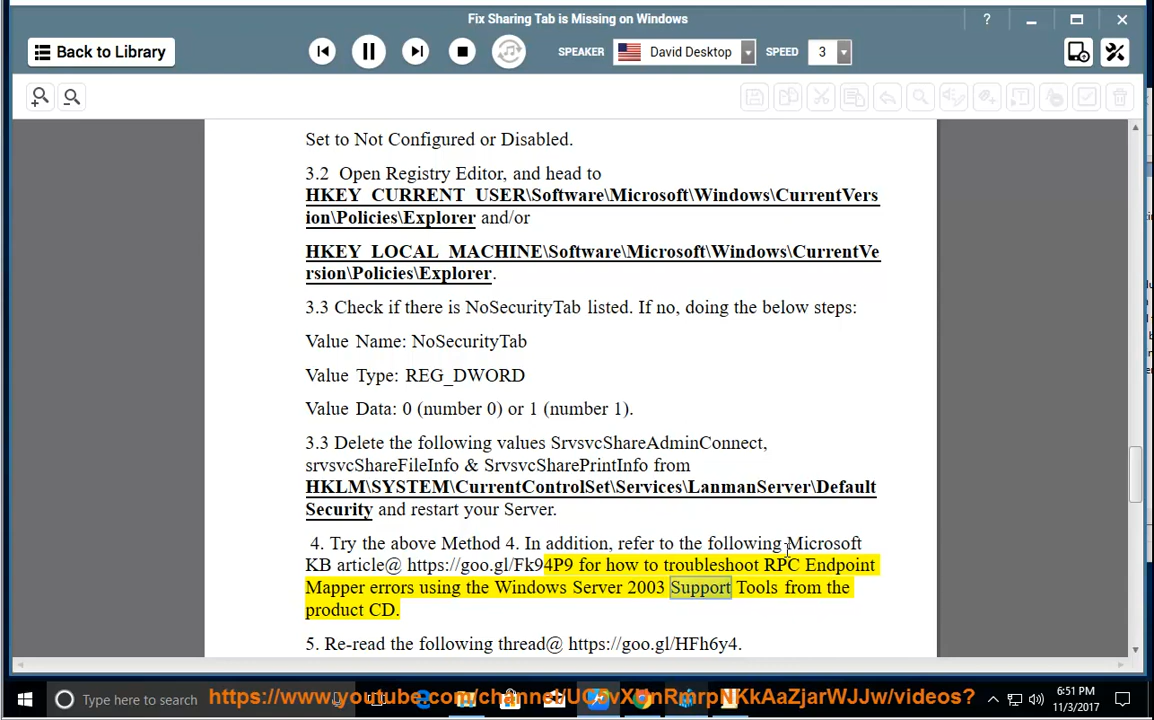 Fix Sharing Tab is Missing on Windows
?
Back to Library
SPEAKER
David Desktop
SPEED
3
Set to Not Configured or Disabled.
3.2 Open Registry Editor, and head to
HKEY_CURRENT_USER\Software\Microsoft\Windows\CurrentVers
ion\Policies\Explorer and/or
HKEY_LOCAL_MACHINE\Software\Microsoft\Windows\CurrentVe
rsion\Policies\Explorer.
3.3 Check if there is NoSecurityTab listed. If no, doing the below steps:
Value Name: NoSecurityTab
Value Type: REG_DWORD
Value Data: 0 (number 0) or 1 (number 1).
3.3 Delete the following values SrvsvcShareAdminConnect,
srvsvcShareFileInfo & SrvsvcSharePrintInfo from
HKLM\SYSTEM\CurrentControlSet\Services\LanmanServer\Default
Security and restart your Server.
4. Try the above Method 4. In addition, refer to the following Microsoft
KB article@ https://goo.gl/Fk94P9 for how to troubleshoot RPC Endpoint
Mapper errors using the Windows Server 2003 Support Tools from the
product CD.
5. Re-read the following thread@ https://goo.gl/HFh6y4.
Type here to search
6:51 PM
11/3/2017